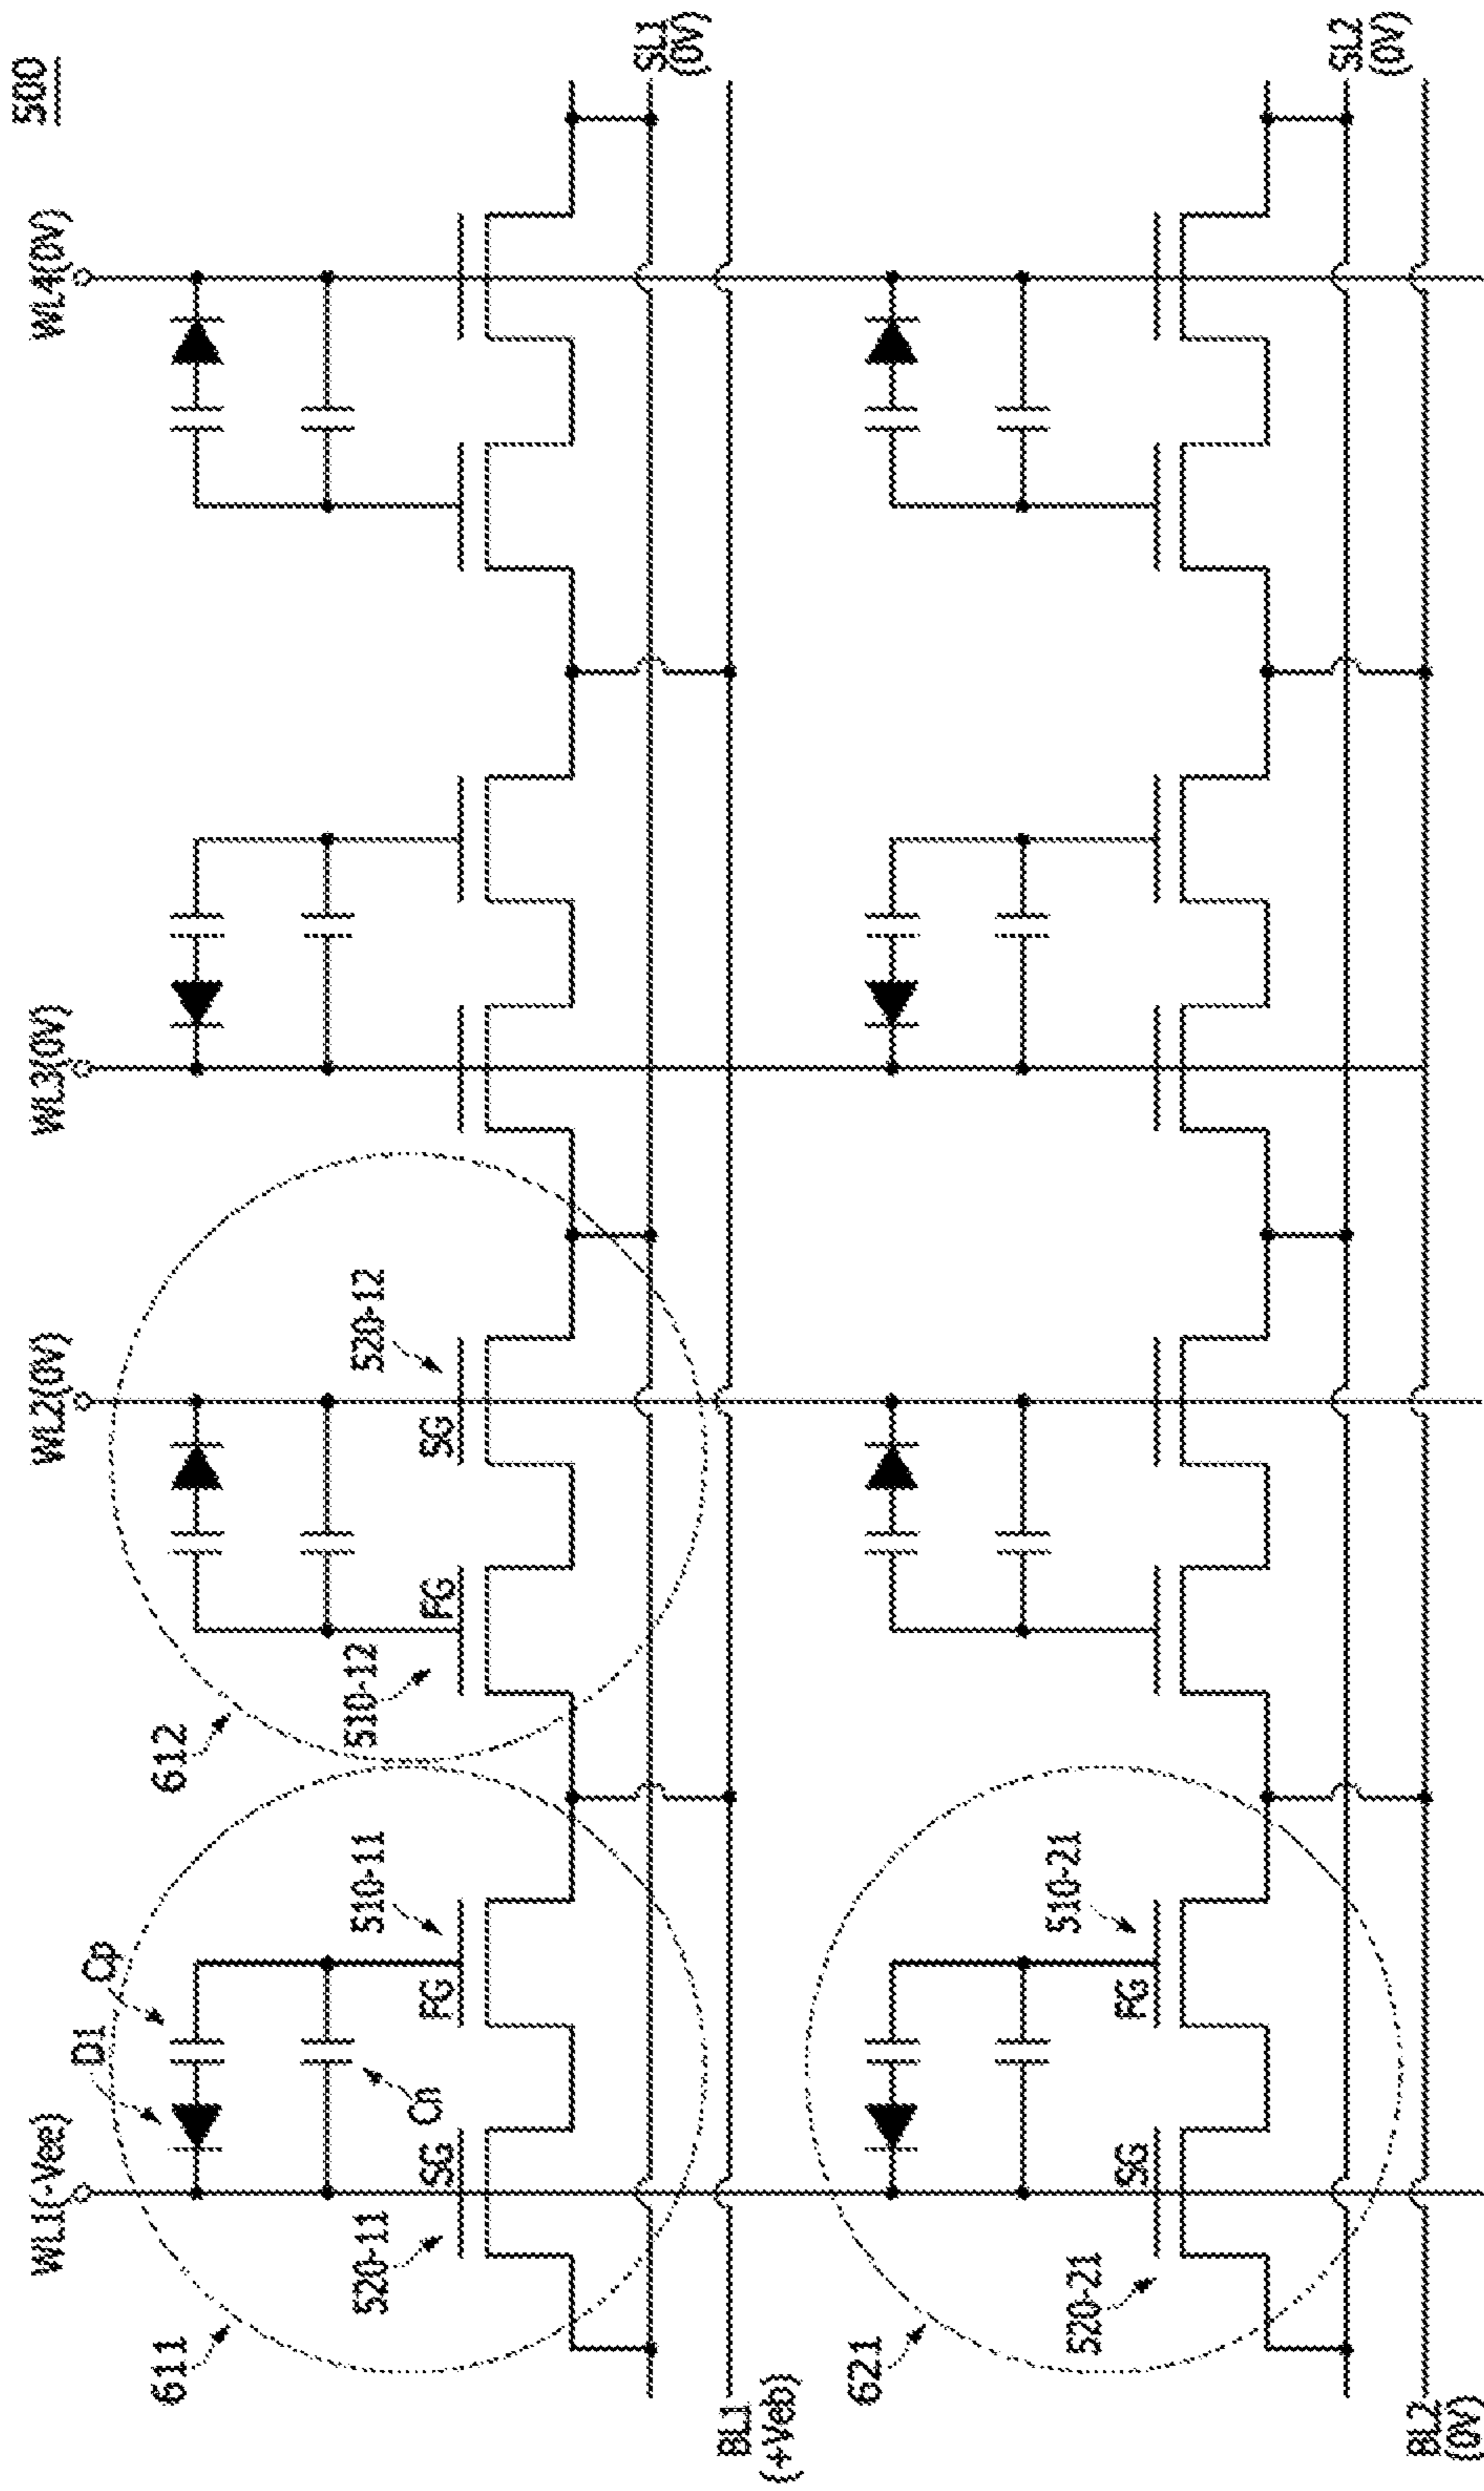 500
WL1(-Vee)
WL2(0V)
WL3(0V)
WL4(0V)
611
D1
Cp
612
Cn
520-11
SG
FG
510-11
510-12
FG
SG
520-12
SL1
(0V)
BL1
(+Veb)
621
520-21
SG
FG
510-21
SL2
(0V)
BL2
(0V)